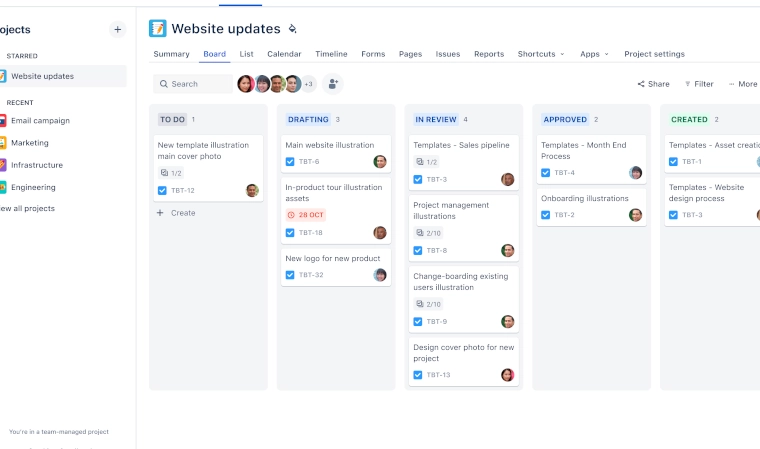 ojects
+
STARRED
Website updates
RECENT
Email campaign
Marketing
Infrastructure
Engineering
ew all projects
You're in a team-managed project
Website updates
Summary Board List Calendar Timeline Forms Pages Issues Reports Shortcuts Apps Project settings
Search
+3
Share
Filter
More
TO DO 1
New template illustration
main cover photo
1/2
TBT-12
+ Create
DRAFTING 3
Main website illustration
TBT-6
In-product tour illustration
assets
28 OCT
TBT-18
New logo for new product
TBT-32
IN REVIEW 4
Templates - Sales pipeline
1/2
TBT-3
Project management
illustrations
2/10
TBT-8
Change-boarding existing
users illustration
2/10
TBT-9
Design cover photo for new
project
TBT-13
APPROVED 2
Templates - Month End
Process
TBT-4
Onboarding illustrations
TBT-2
CREATED 2
Templates - Asset creatio
TBT-1
Templates - Website
design process
TBT-3